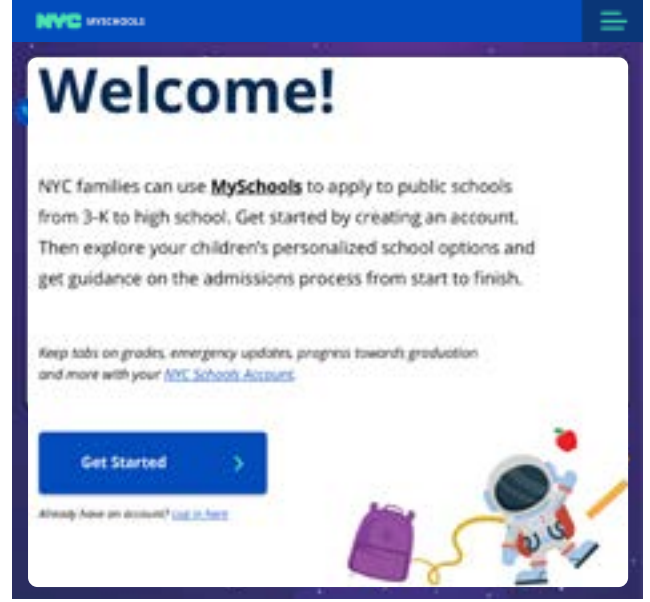 NYC MYSCHOOLS
Welcome!
NYC families can use MySchools to apply to public schools
from 3-K to high school. Get started by creating an account.
Then explore your children's personalized school options and
get guidance on the admissions process from start to finish.
Keep tabs on grades, emergency updates, progress towards graduation
and more with your NYC Schools Account.
Get Started
Already have an account? Log in here